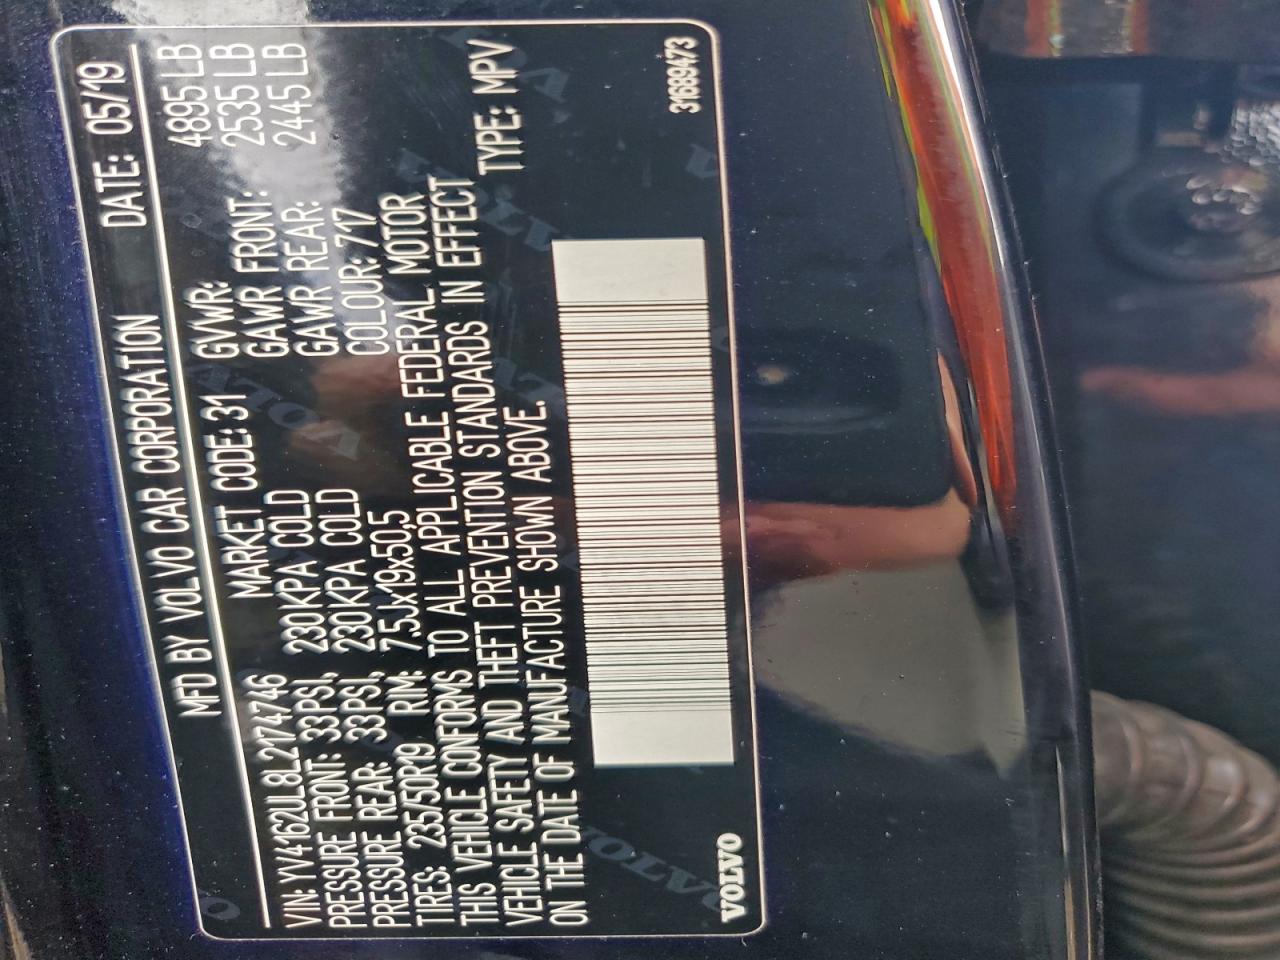 MFD BY VOLVO CAR CORPORATION DATE: 05/19
VIN: YV4162UL8L2174746 MARKET CODE: 31 GVWR: 4895 LB
PRESSURE FRONT: 33PSI, 230KPA COLD GAWR FRONT: 2535 LB
PRESSURE REAR: 33PSI, 230KPA COLD GAWR REAR: 2445 LB
TIRES: 235/50R19 RIM: 7.5Jx19x50,5 COLOUR: 717
THIS VEHICLE CONFORMS TO ALL APPLICABLE FEDERAL MOTOR
VEHICLE SAFETY AND THEFT PREVENTION STANDARDS IN EFFECT
ON THE DATE OF MANUFACTURE SHOWN ABOVE. TYPE: MPV
VOLVO 31689473